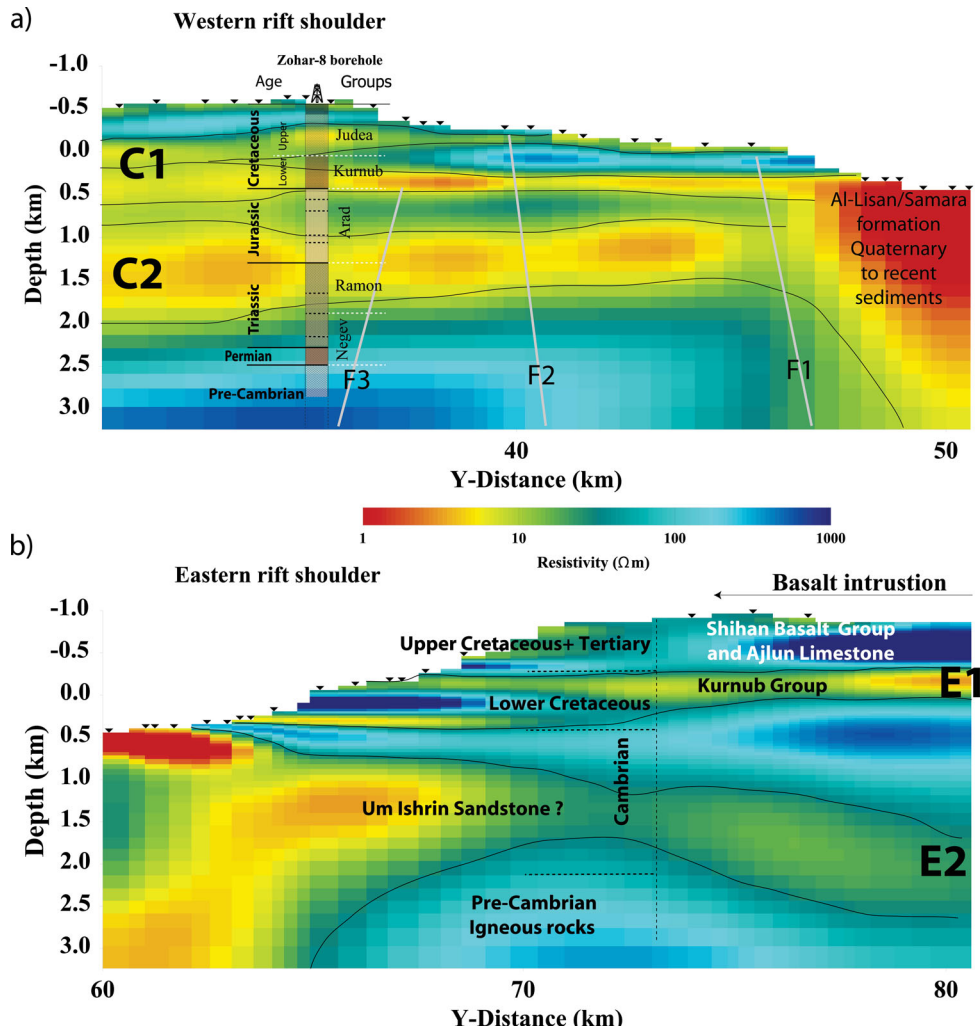 a)
Western rift shoulder
Zohar-8 borehole
Age
Groups
-1.0
-0.5
0.0
0.5
1.0
1.5
2.0
2.5
3.0
Depth (km)
C1
C2
Cretaceous
Lower
Upper
Jurassic
Triassic
Permian
Pre-Cambrian
Judea
Kurnub
Arad
Ramon
Negev
F3
F2
F1
Al-Lisan/Samara
formation
Quaternary
to recent
sediments
40
50
Y-Distance (km)
1
10
100
1000
Resistivity (Ωm)
b)
Eastern rift shoulder
Basalt intrustion
-1.0
-0.5
0.0
0.5
1.0
1.5
2.0
2.5
3.0
Depth (km)
Upper Cretaceous+ Tertiary
Shihan Basalt Group
and Ajlun Limestone
E1
Kurnub Group
Lower Cretaceous
Cambrian
Um Ishrin Sandstone ?
E2
Pre-Cambrian
Igneous rocks
60
70
80
Y-Distance (km)